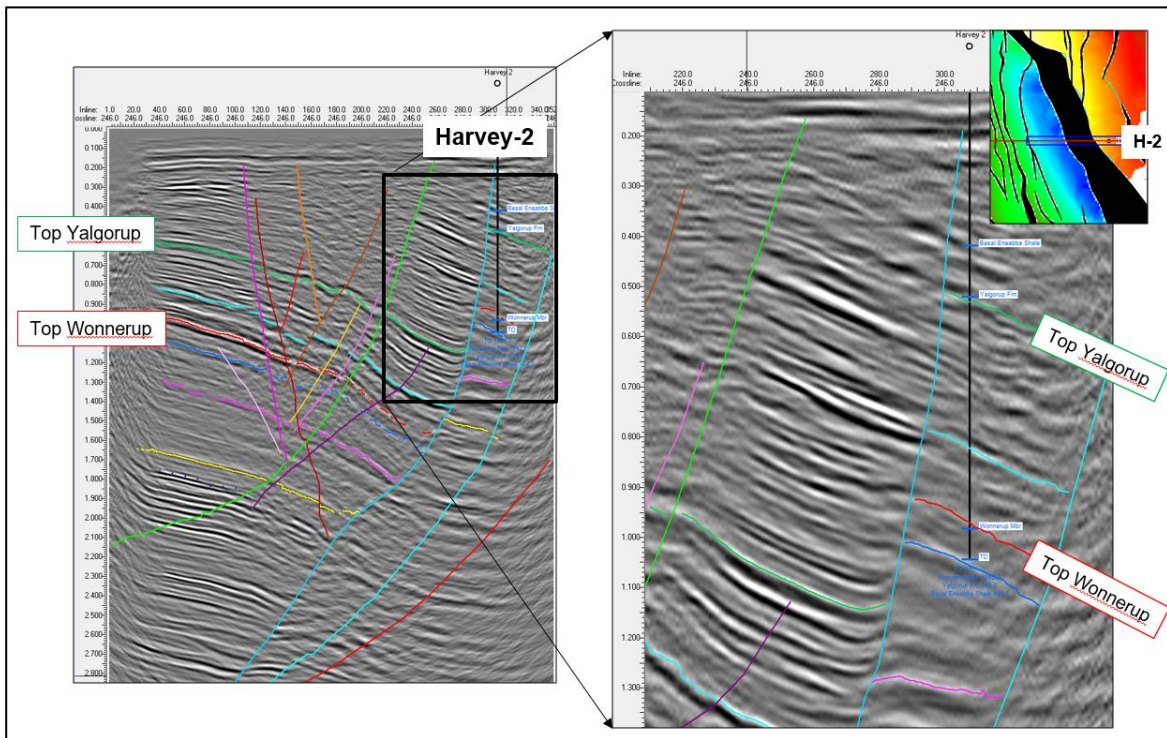 Harvey 2
Inline: 1.0 20.0 40.0 60.0 80.0 100.0 120.0 140.0 160.0 180.0 200.0 220.0 240.0 260.0 280.0 300.0 320.0 340.0
246.0 246.0 246.0 246.0 246.0 246.0 246.0 246.0 246.0 246.0 246.0 246.0 246.0 246.0 246.0 246.0 246.0
0.000
0.100
0.200
0.300
0.400
0.900
1.200
1.300
1.400
1.500
1.600
1.700
1.800
1.900
2.000
2.100
2.200
2.300
2.400
2.500
2.600
2.700
2.800
Harvey-2
Top Yalgorup
Top Wonnerup
Basal Eneabba S
Yalgorup Fm
Wonnerup Mbr
TD
Harvey 2
Inline: 220.0 240.0 260.0 300.0
Crossline: 246.0 246.0 246.0 246.0 246.0
0.200
0.300
0.400
0.500
0.600
0.700
0.800
0.900
1.000
1.100
1.200
1.300
Basal Eneabba Shale
Yalgorup Fm
Wonnerup Mbr
TD
H-2
Top Yalgorup
Top Wonnerup